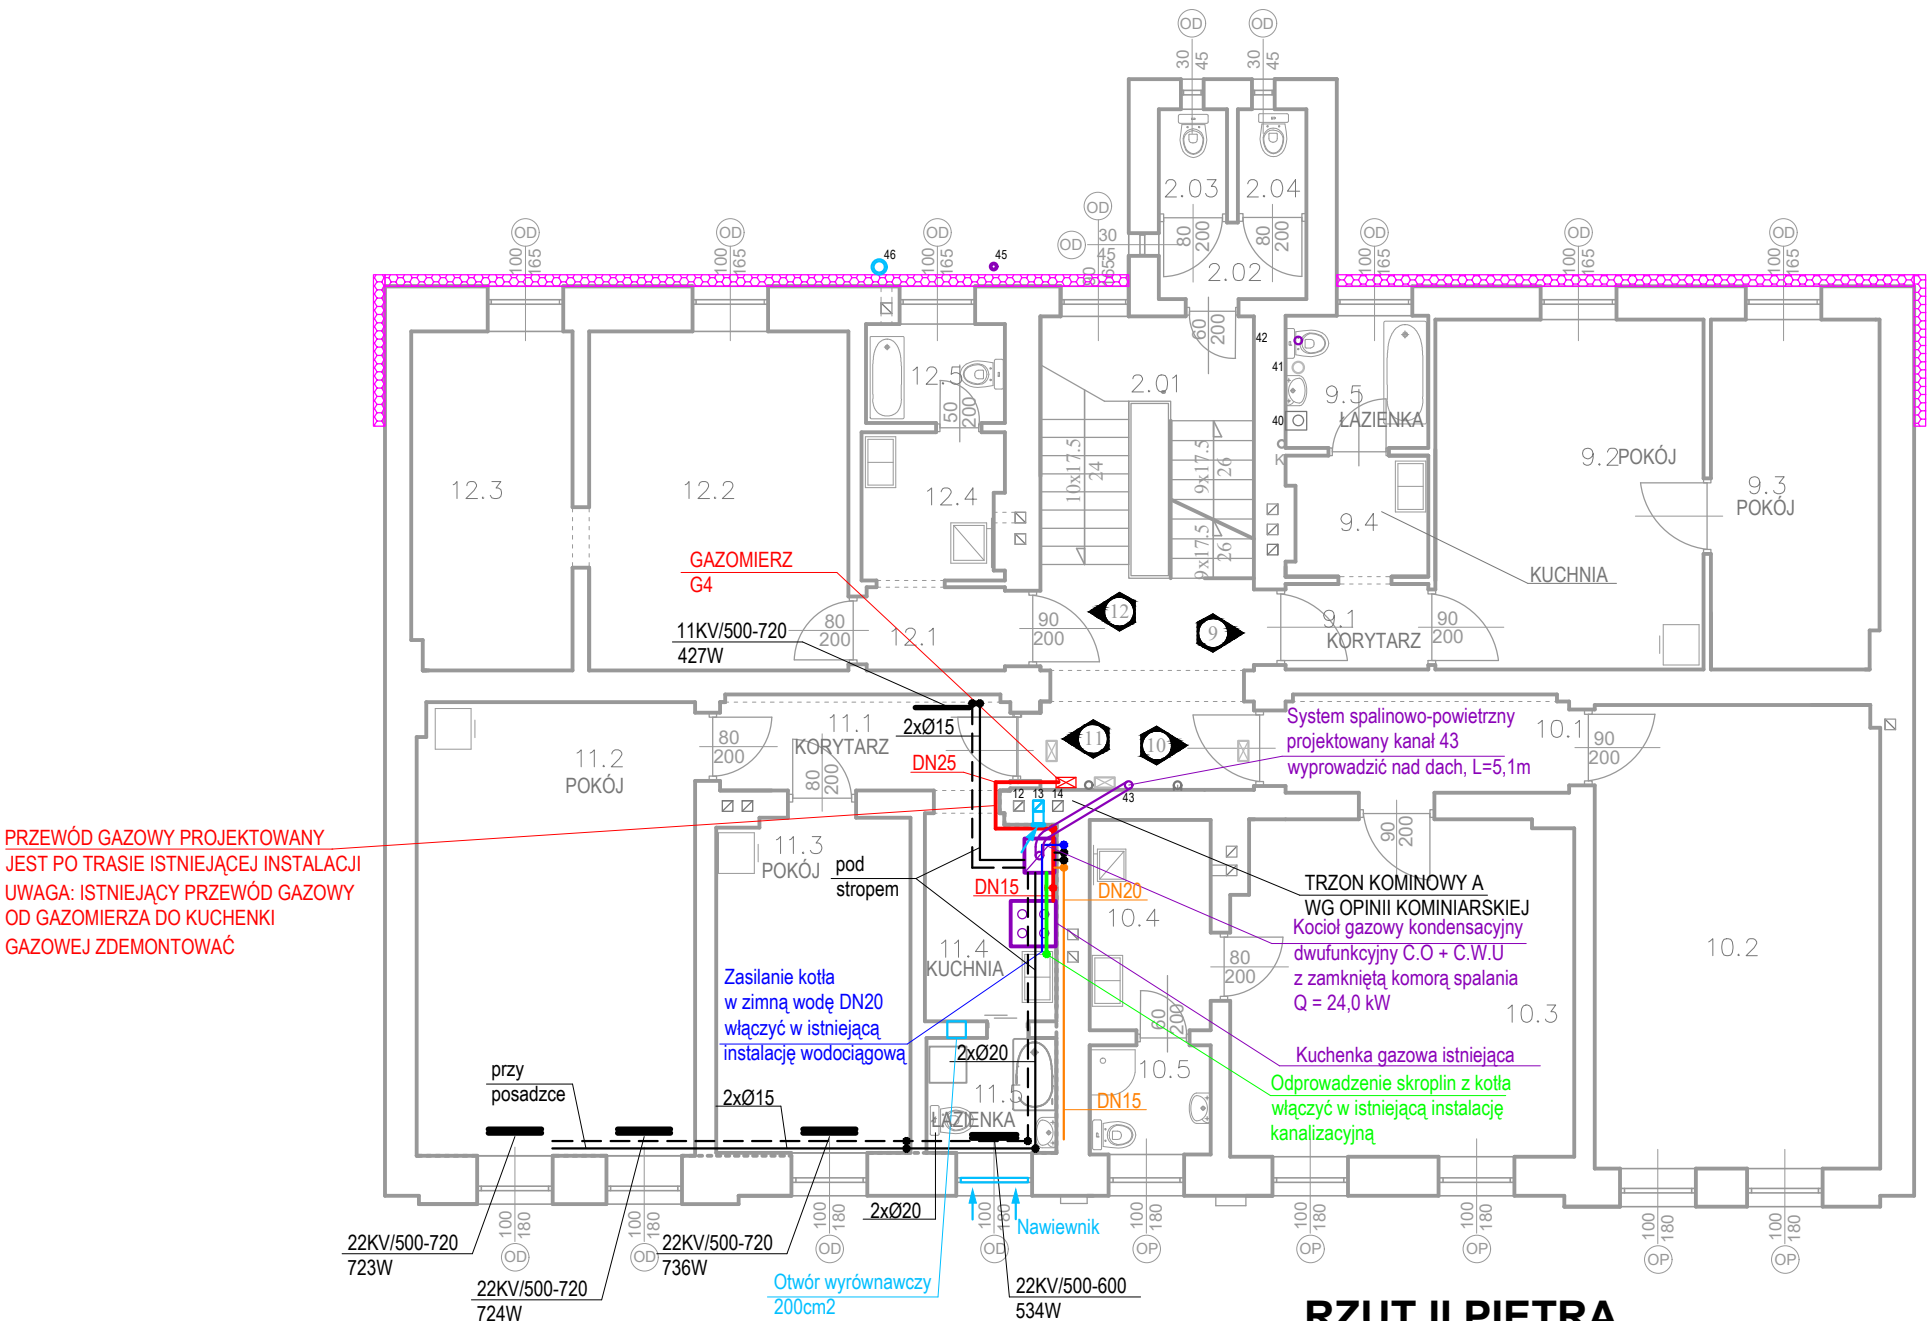 OD
OD
30
45
30
45
2.03
2.04
80
200
80
200
2.02
OD
OD
OD
OD
OD
30
45
OD
OD
OD
100
165
100
165
46
100
165
45
100
165
100
165
100
165
60
200
42
41
40
K
2.01
12.5
50
200
9.5
ŁAZIENKA
12.3
12.2
12.4
10x17.5
24
9x17.5
26
9x17.5
26
9.2
POKÓJ
9.3
POKÓJ
9.4
KUCHNIA
GAZOMIERZ
G4
11KV/500-720
427W
80
200
12.1
90
200
12
9
9.1
KORYTARZ
90
200
11.1
KORYTARZ
2xØ15
80
200
80
200
11.2
POKÓJ
DN25
11
10
System spalinowo-powietrzny
projektowany kanał 43
wyprowadzić nad dach, L=5,1m
10.1
90
200
12
13
14
43
PRZEWÓD GAZOWY PROJEKTOWANY
JEST PO TRASIE ISTNIEJĄCEJ INSTALACJI
UWAGA: ISTNIEJĄCY PRZEWÓD GAZOWY
OD GAZOMIERZA DO KUCHENKI
GAZOWEJ ZDEMONTOWAĆ
11.3
POKÓJ
pod
stropem
DN15
DN20
10.4
90
200
TRZON KOMINOWY A
WG OPINII KOMINIARSKIEJ
Kocioł gazowy kondensacyjny
dwufunkcyjny C.O + C.W.U
z zamkniętą komorą spalania
Q = 24,0 kW
80
200
10.2
10.3
11.4
KUCHNIA
Zasilanie kotła
w zimną wodę DN20
włączyć w istniejącą
instalację wodociągową
60
200
2xØ20
Kuchenka gazowa istniejąca
10.5
Odprowadzenie skroplin z kotła
włączyć w istniejącą instalację
kanalizacyjną
przy
posadzce
2xØ15
11.5
ŁAZIENKA
DN15
2xØ20
Nawiewnik
100
180
100
180
100
180
100
180
100
180
100
180
100
180
100
180
100
180
OD
OD
OD
OD
OP
OP
OP
OP
OP
22KV/500-720
723W
22KV/500-720
724W
22KV/500-720
736W
Otwór wyrównawczy
200cm2
22KV/500-600
534W
RZUT II PIĘTRA